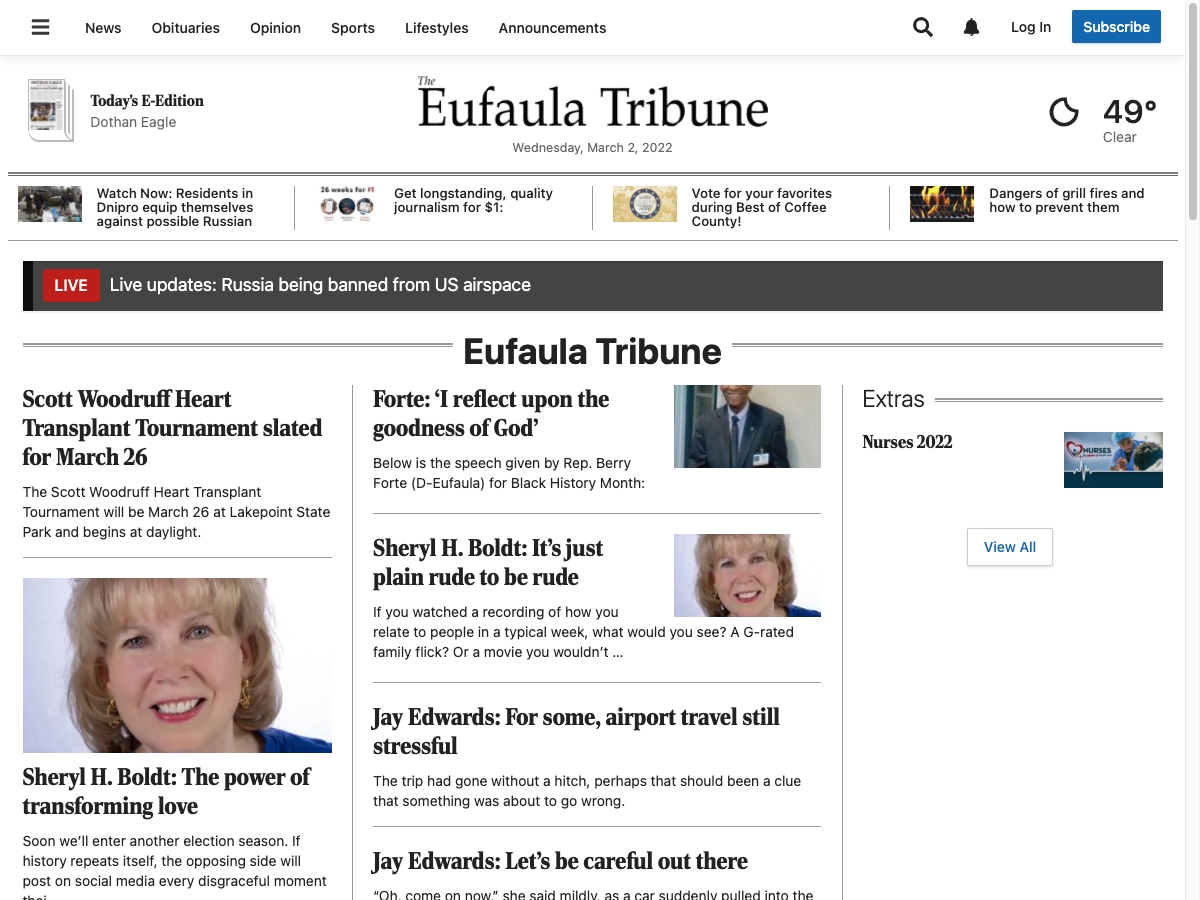 News
Obituaries
Opinion
Sports
Lifestyles
Announcements
Log In
Subscribe
Today's E-Edition
Dothan Eagle
The
Eufaula Tribune
Wednesday, March 2, 2022
49°
Clear
Watch Now: Residents in
Dnipro equip themselves
against possible Russian
26 weeks for $1
Get longstanding, quality
journalism for $1:
Vote for your favorites
during Best of Coffee
County!
Dangers of grill fires and
how to prevent them
LIVE
Live updates: Russia being banned from US airspace
Eufaula Tribune
Scott Woodruff Heart
Transplant Tournament slated
for March 26
The Scott Woodruff Heart Transplant
Tournament will be March 26 at Lakepoint State
Park and begins at daylight.
Sheryl H. Boldt: The power of
transforming love
Soon we’ll enter another election season. If
history repeats itself, the opposing side will
post on social media every disgraceful moment
Forte: ‘I reflect upon the
goodness of God’
Below is the speech given by Rep. Berry
Forte (D-Eufaula) for Black History Month:
Sheryl H. Boldt: It’s just
plain rude to be rude
If you watched a recording of how you
relate to people in a typical week, what would you see? A G-rated
family flick? Or a movie you wouldn’t ...
Jay Edwards: For some, airport travel still
stressful
The trip had gone without a hitch, perhaps that should been a clue
that something was about to go wrong.
Jay Edwards: Let’s be careful out there
“Oh, come on now,” she said mildly, as a car suddenly pulled into the
Extras
Nurses 2022
NURSES
View All